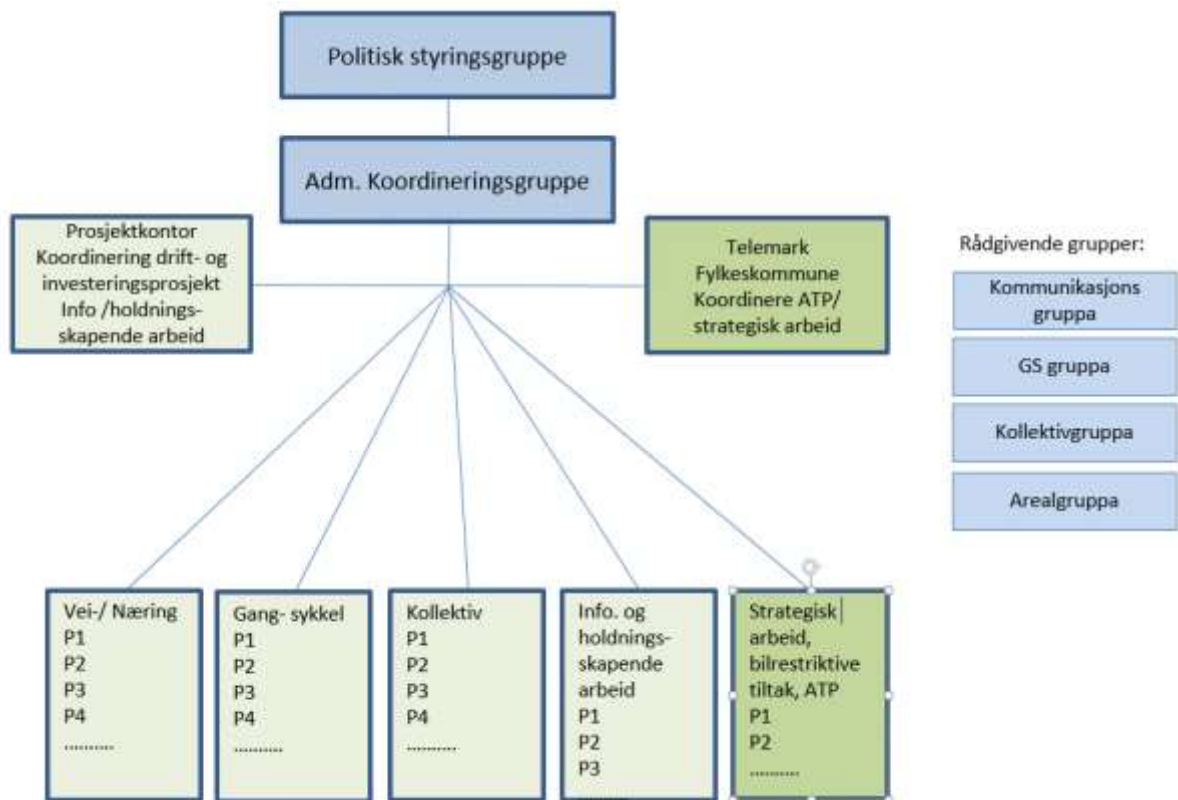 Politisk styringsgruppe
Adm. Koordineringsgruppe
Prosjektkontor
Koordinering drift- og
investeringsprosjekt
Info /holdnings-
skapende arbeid
Telemark
Fylkeskommune
Koordinere ATP/
strategisk arbeid
Rådgivende grupper:
Kommunikasjons
gruppa
GS gruppa
Kollektivgruppa
Arealgruppa
Vei-/ Næring
P1
P2
P3
P4
..........
Gang- sykkel
P1
P2
P3
P4
..........
Kollektiv
P1
P2
P3
P4
..........
Info. og
holdnings-
skapende
arbeid
P1
P2
P3
..........
Strategisk
arbeid,
bilrestriktive
tiltak, ATP
P1
P2
..........